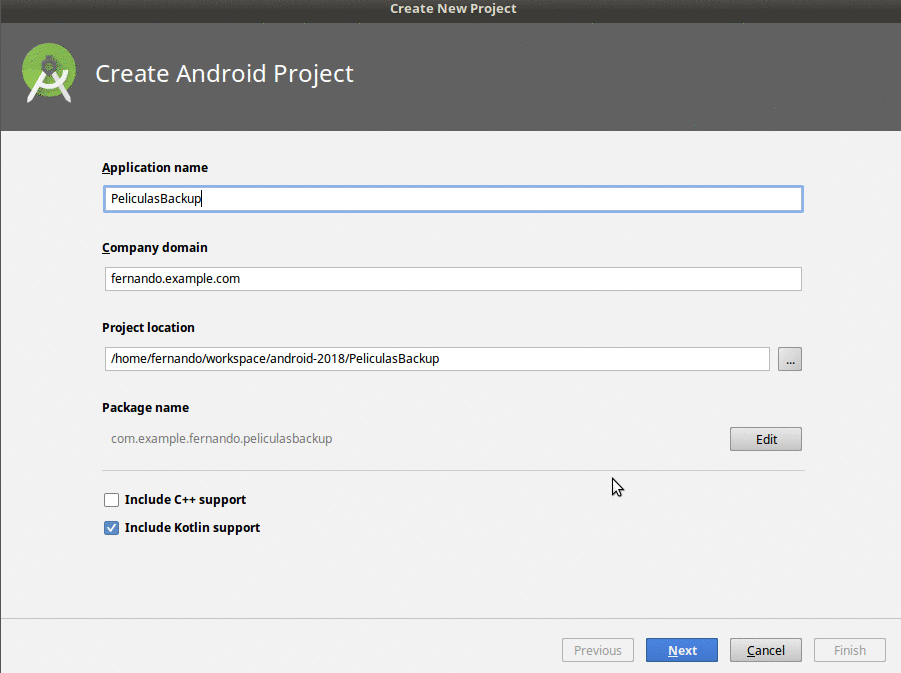 Create New Project
Create Android Project
Application name
PeliculasBackup
Company domain
fernando.example.com
Project location
/home/fernando/workspace/android-2018/PeliculasBackup
...
Package name
com.example.fernando.peliculasbackup
Edit
Include C++ support
Include Kotlin support
Previous Next Cancel Finish